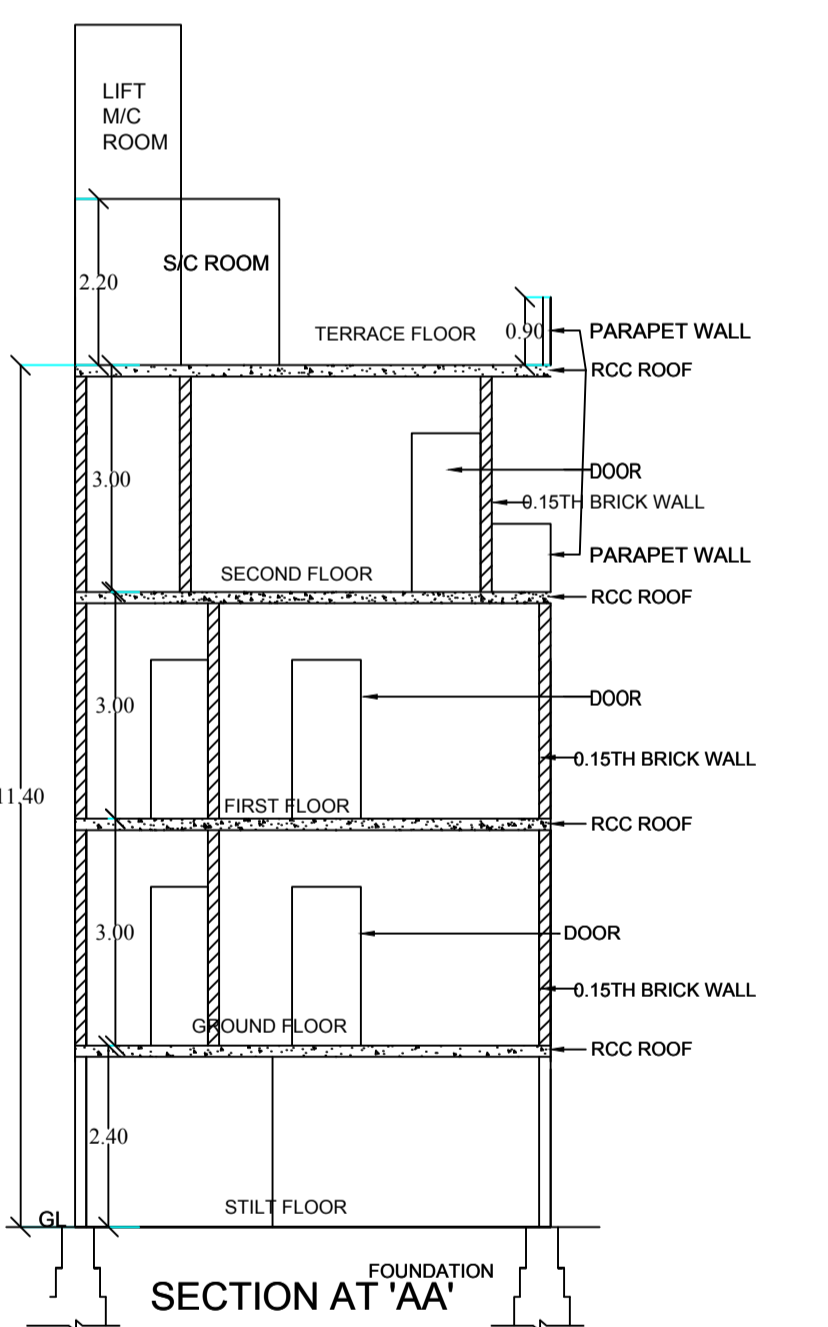 LIFT
M/C
ROOM
2.20
S/C ROOM
TERRACE FLOOR
0.90
PARAPET WALL
RCC ROOF
3.00
DOOR
0.15TH BRICK WALL
PARAPET WALL
SECOND FLOOR
RCC ROOF
3.00
DOOR
0.15TH BRICK WALL
11.40
FIRST FLOOR
RCC ROOF
3.00
DOOR
0.15TH BRICK WALL
GROUND FLOOR
RCC ROOF
2.40
STILT FLOOR
GL
FOUNDATION
SECTION AT 'AA'